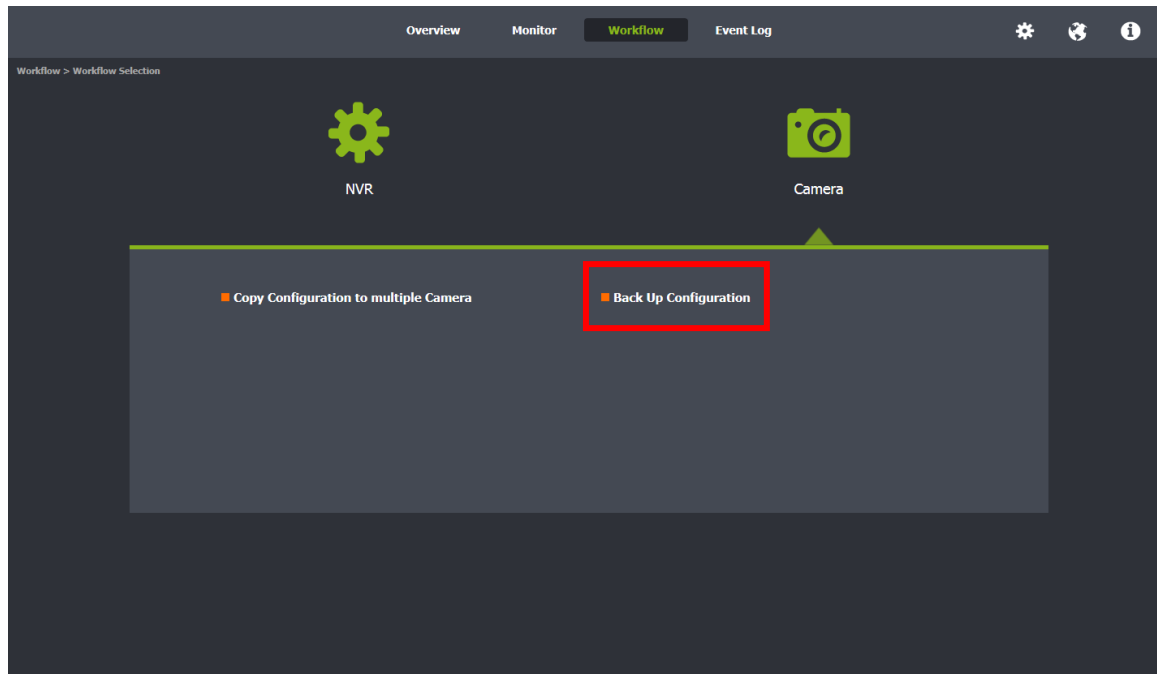 Overview Monitor Workflow Event Log
Workflow > Workflow Selection
NVR Camera
Copy Configuration to multiple Camera Back Up Configuration